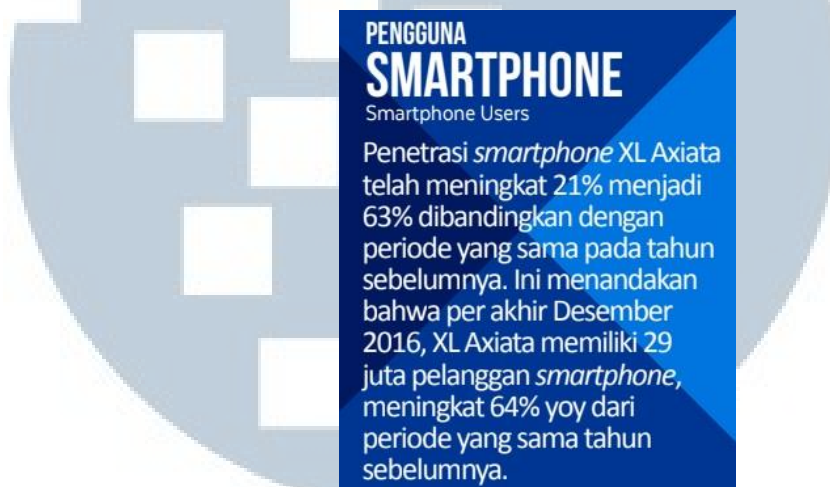 PENGGUNA
SMARTPHONE
Smartphone Users
Penetrasi smartphone XL Axiata
telah meningkat 21% menjadi
63% dibandingkan dengan
periode yang sama pada tahun
sebelumnya. Ini menandakan
bahwa per akhir Desember
2016, XL Axiata memiliki 29
juta pelanggan smartphone,
meningkat 64% yoy dari
periode yang sama tahun
sebelumnya.